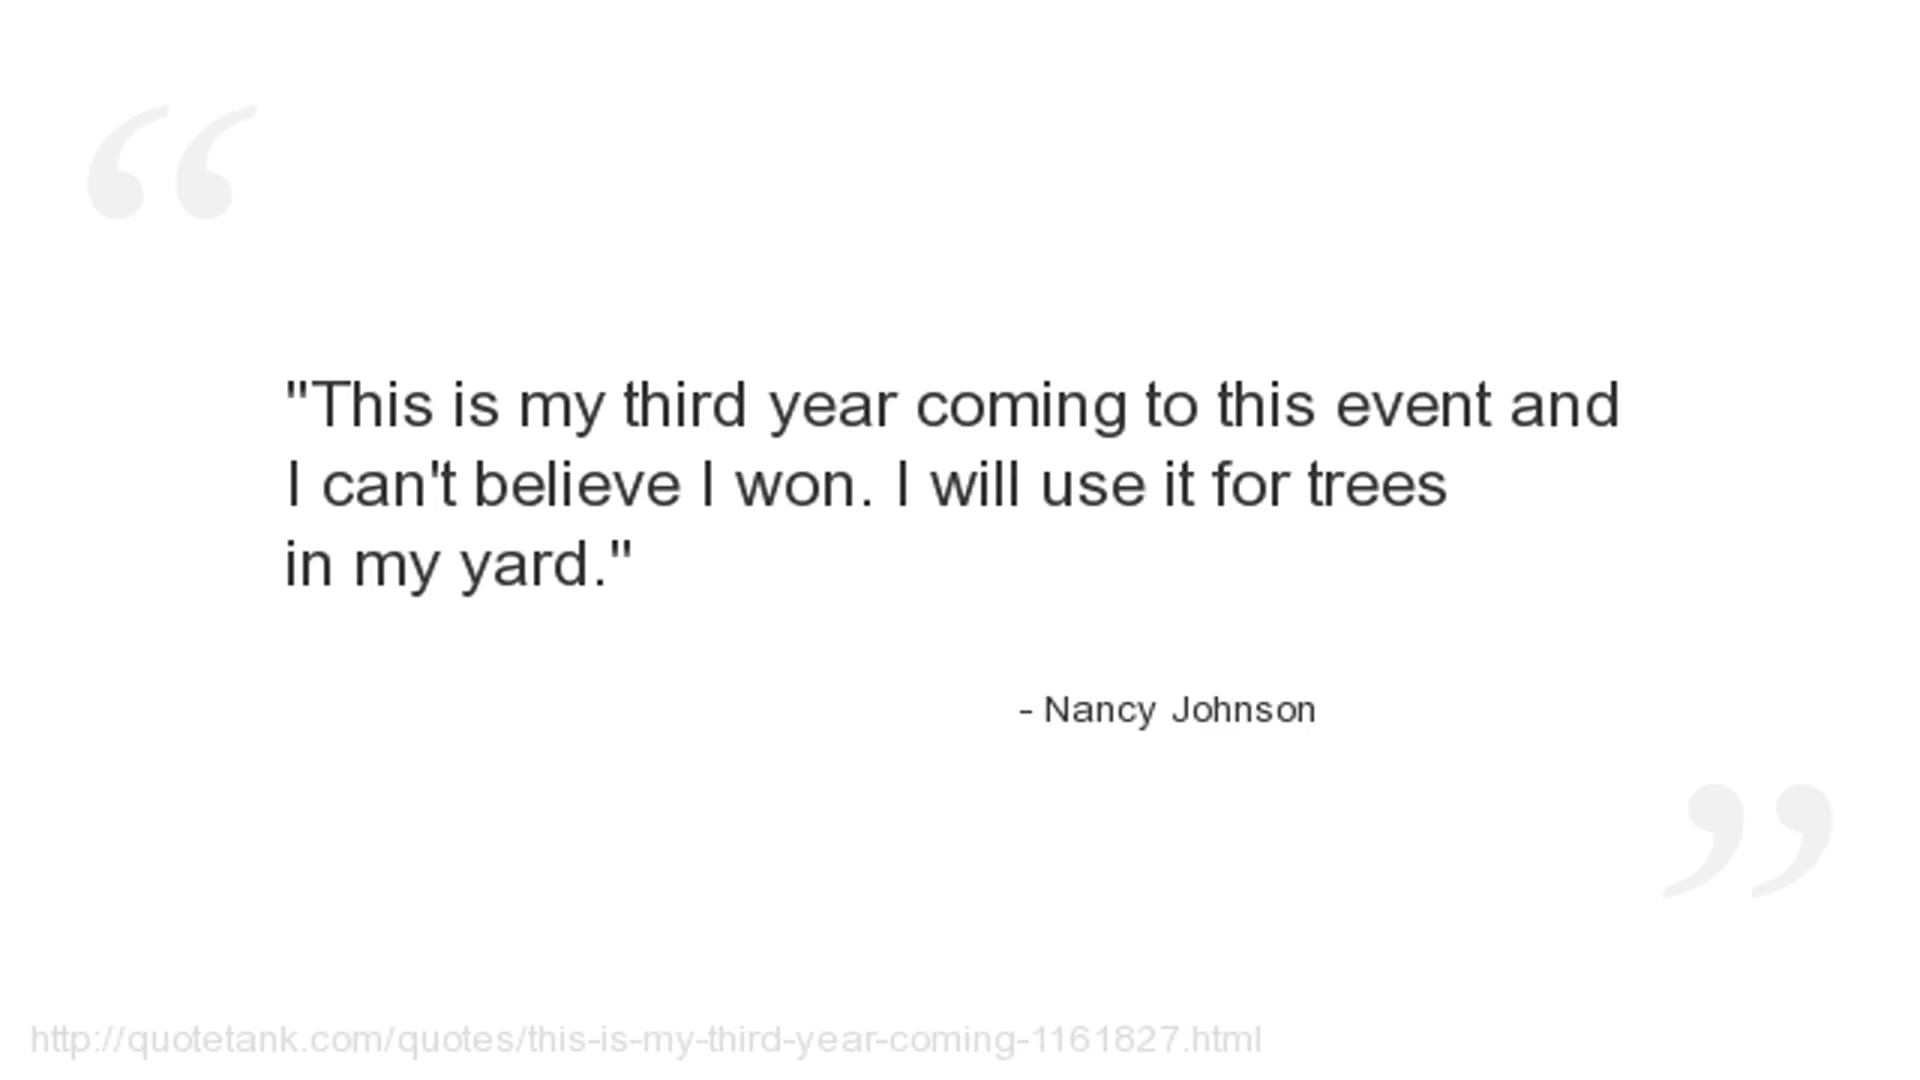 "This is my third year coming to this event and
I can't believe I won. I will use it for trees
in my yard."
- Nancy Johnson
http://quotetank.com/quotes/this-is-my-third-year-coming-1161827.html